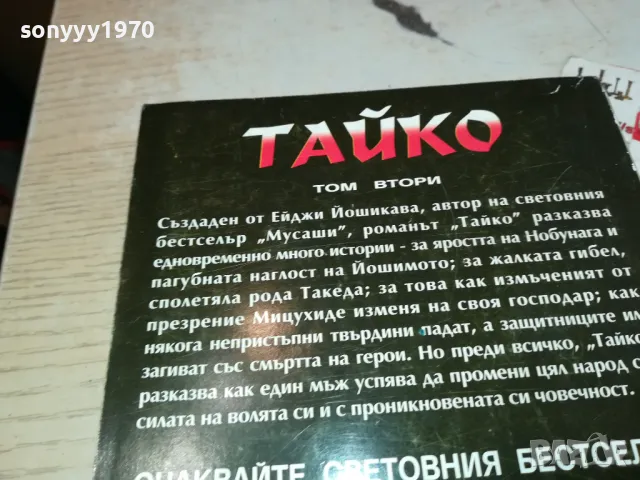 sonyyy1970
sonyyy1970
ТАЙКО
ТОМ ВТОРИ
Създаден от Ейджи Йошикава, автор на световния
бестселър „Мусаши", романът "Тайко" разказва
едновременно много истории - за яростта на Нобунага и
пагубната наглост на Йошимото; за жалката гибел,
сполетяла рода Такеда; за това как измъченият от
презрение Мицухиде изменя на своя господар; как
някога непристъпни твърдини падат, а защитниците им
загиват със смъртта на герои. Но преди всичко, „Тайко
разказва как един мъж успява да промени цял народ с
силата на волята си и с проникновената си човечност.
ОЧАКВАЙТЕ СВЕТОВНИЯ БЕСТСЕЛ